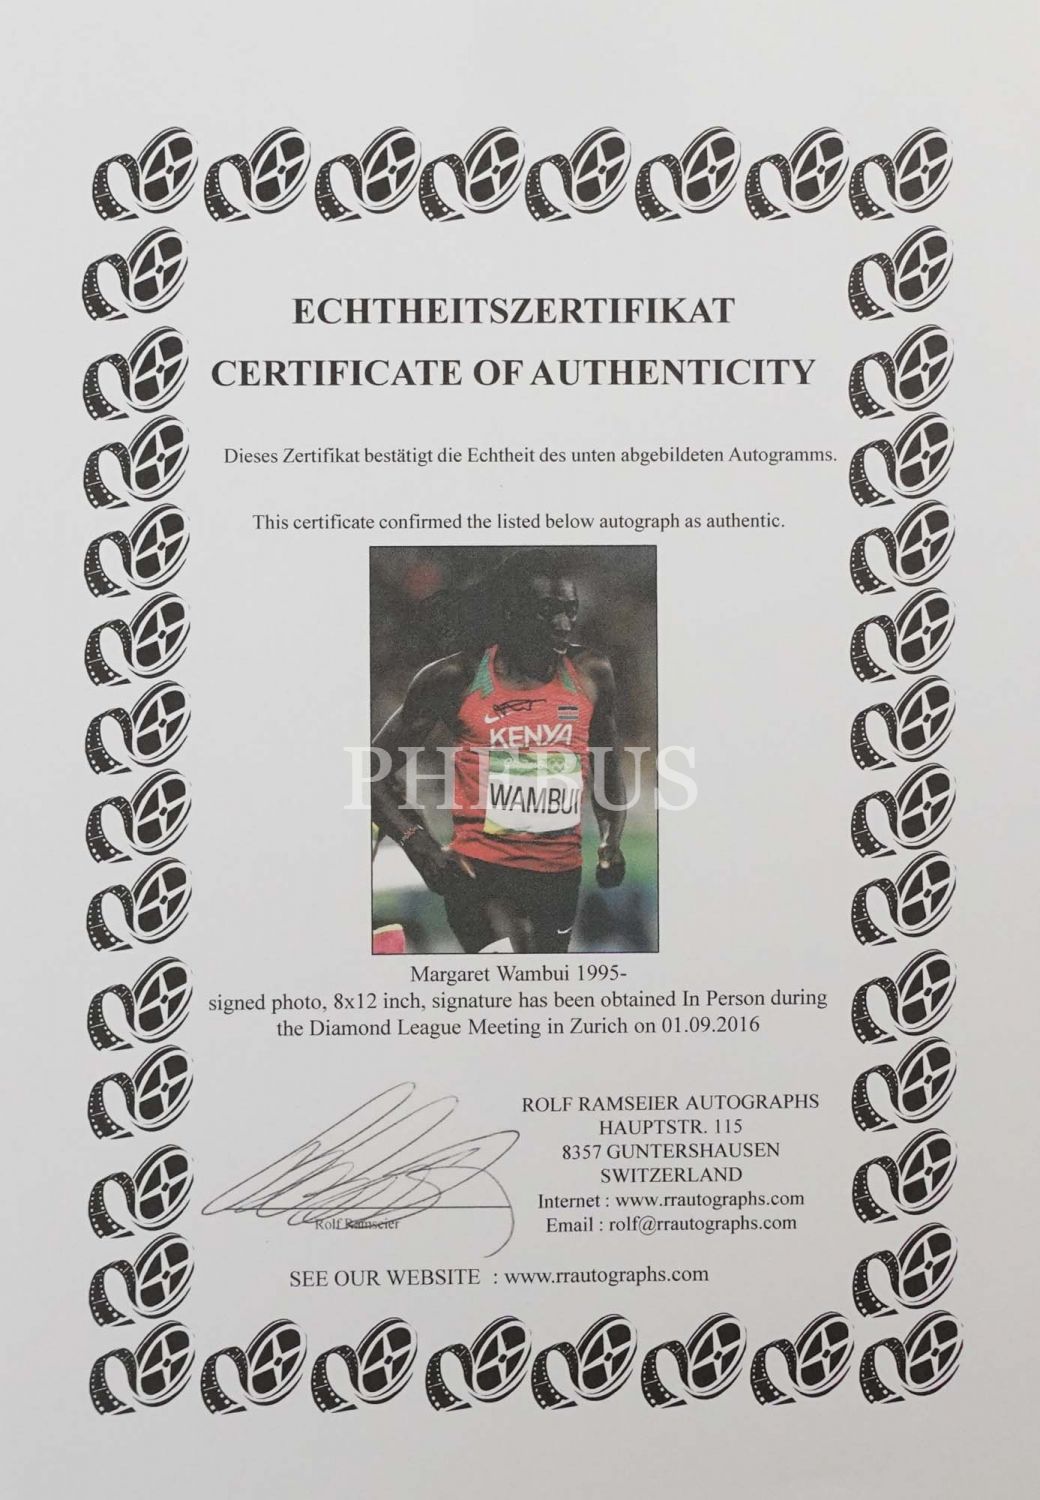 ECHTHEITSZERTIFIKAT
CERTIFICATE OF AUTHENTICITY
Dieses Zertifikat bestätigt die Echtheit des unten abgebildeten Autogramms.
This certificate confirmed the listed below autograph as authentic.
KENYA
WAMBUI
PHEBUS
Margaret Wambui 1995-
signed photo, 8x12 inch, signature has been obtained In Person during
the Diamond League Meeting in Zurich on 01.09.2016
ROLF RAMSEIER AUTOGRAPHS
HAUPTSTR. 115
8357 GUNTERSHAUSEN
SWITZERLAND
Internet : www.rrautographs.com
Email : rolf@rrautographs.com
Rolf Ramseier
SEE OUR WEBSITE : www.rrautographs.com